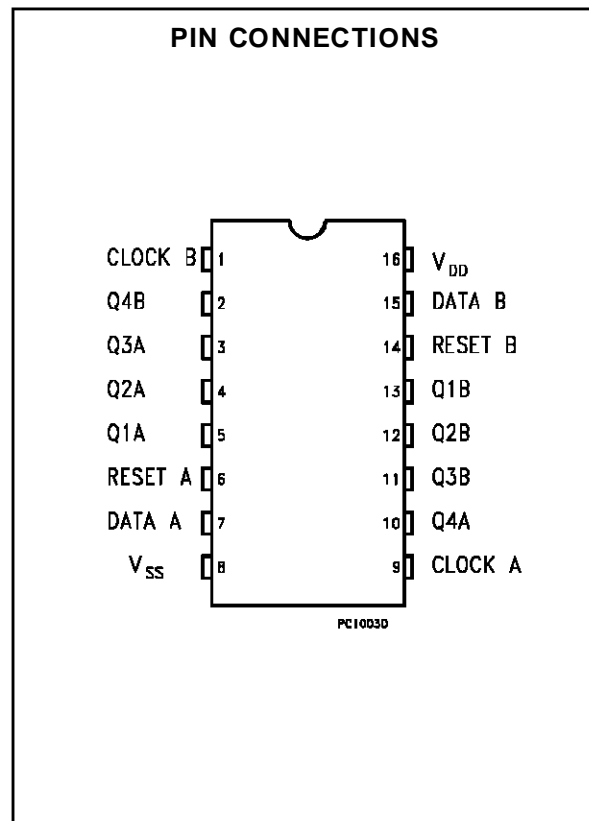 PIN CONNECTIONS
CLOCK B 1 16 VDD
Q4B 2 15 DATA B
Q3A 3 14 RESET B
Q2A 4 13 Q1B
Q1A 5 12 Q2B
RESET A 6 11 Q3B
DATA A 7 10 Q4A
VSS 8 9 CLOCK A
PC10030